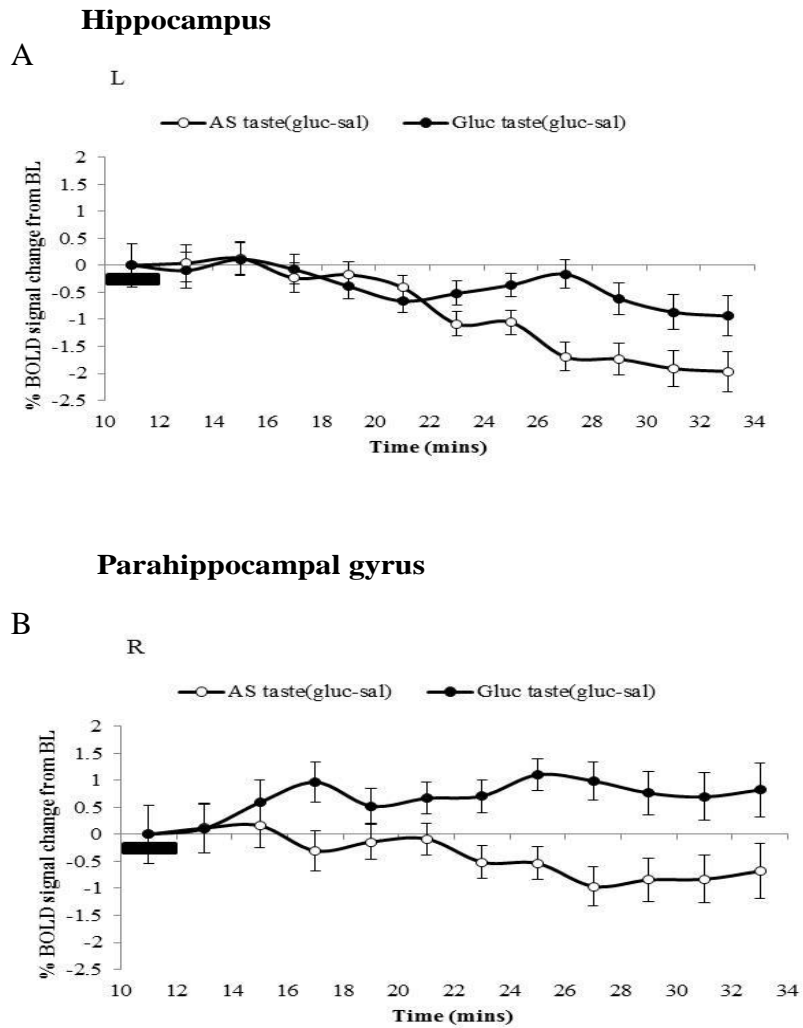 Hippocampus
A
L
AS taste(gluc-sal) Gluc taste(gluc-sal)
% BOLD signal change from BL
2
1.5
1
0.5
0
-0.5
-1
-1.5
-2
-2.5
10 12 14 16 18 20 22 24 26 28 30 32 34
Time (mins)
Parahippocampal gyrus
B
R
AS taste(gluc-sal) Gluc taste(gluc-sal)
% BOLD signal change from BL
2
1.5
1
0.5
0
-0.5
-1
-1.5
-2
-2.5
10 12 14 16 18 20 22 24 26 28 30 32 34
Time (mins)